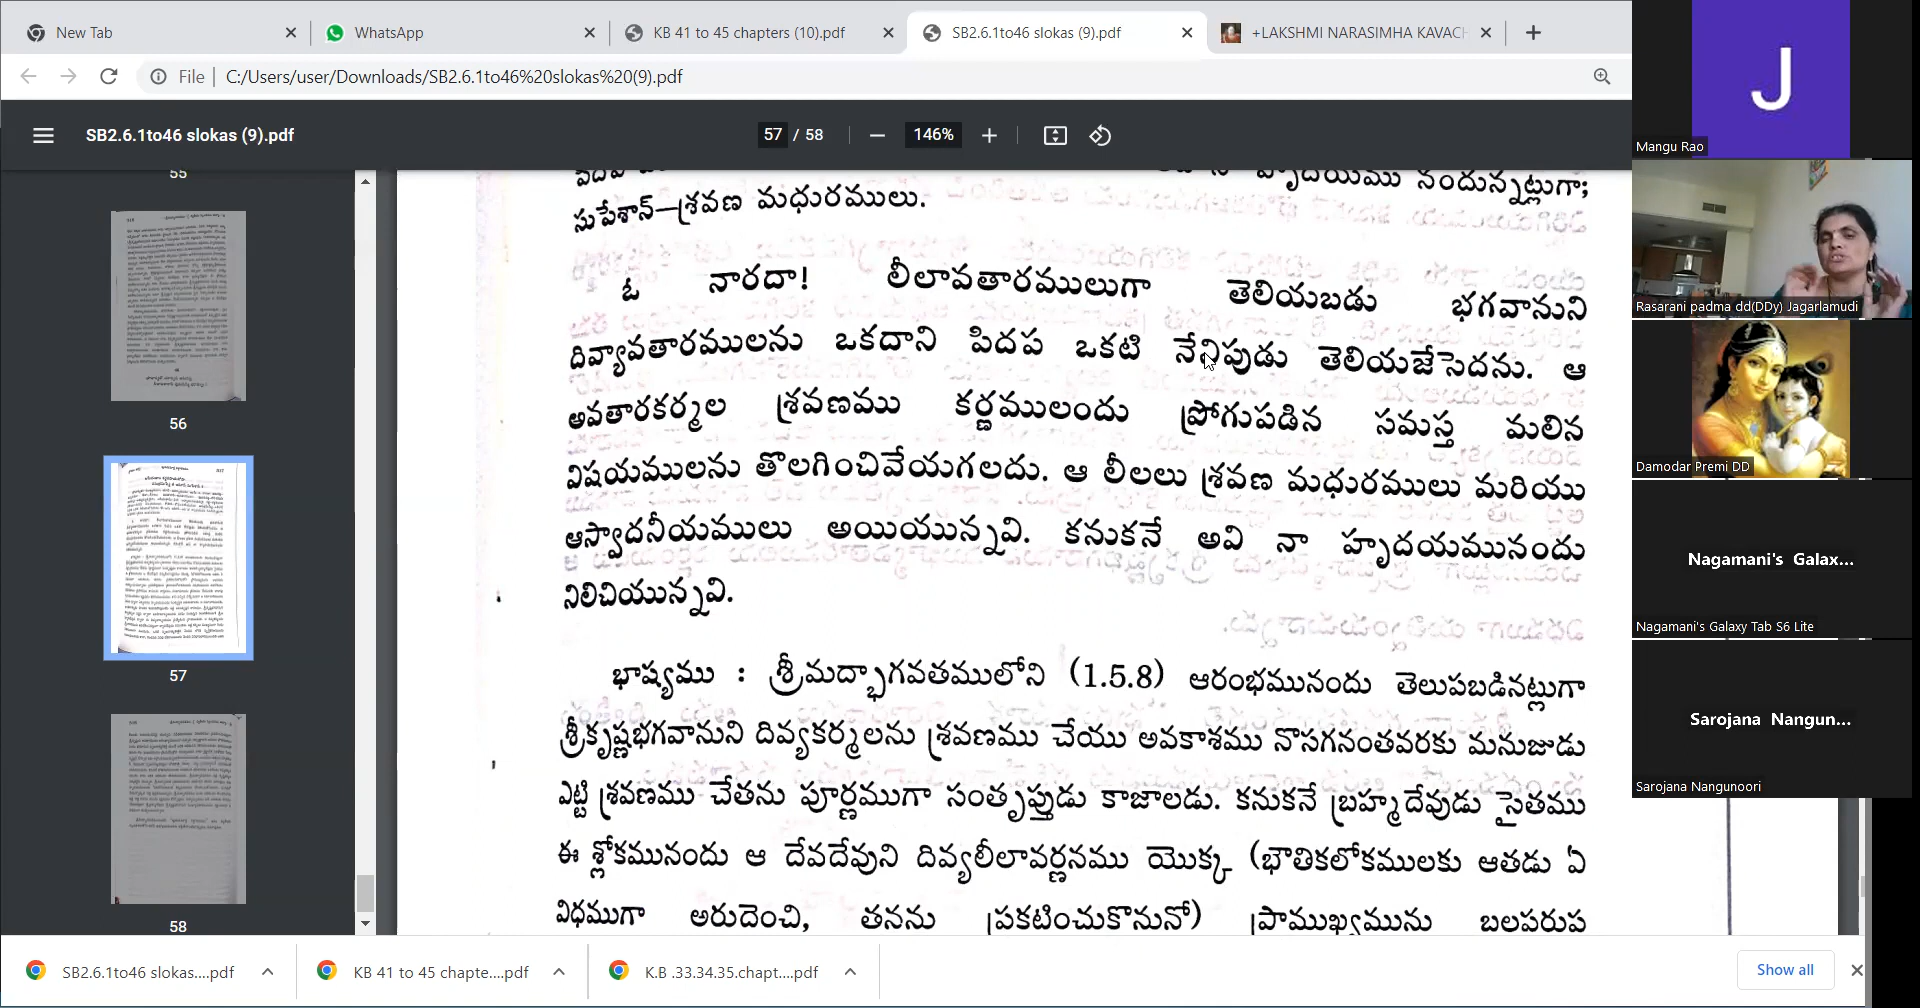 New Tab
WhatsApp
KB 41 to 45 chapters (10).pdf
SB2.6.1to46 slokas (9).pdf
+LAKSHMI NARASIMHA KAVACH
File
C:/Users/user/Downloads/SB2.6.1to46%20slokas%20(9).pdf
SB2.6.1to46 slokas (9).pdf
57 / 58
146%
55
56
57
58
హృదయము నందున్నట్లుగా;
సుపేశాన్—శ్రవణ మధురములు.
ఓ నారదా! లీలావతారములుగా తెలియబడు భగవానుని
దివ్యావతారములను ఒకదాని పిదప ఒకటి నేనిపుడు తెలియజేసెదను. ఆ
అవతారకర్మల శ్రవణము కర్ణములందు ప్రోగుపడిన సమస్త మలిన
విషయములను తొలగించివేయగలదు. ఆ లీలలు శ్రవణ మధురములు మరియు
ఆస్వాదనీయములు అయియున్నవి. కనుకనే అవి నా హృదయమునందు
నిలిచియున్నవి.
భాష్యము : శ్రీమద్భాగవతములోని (1.5.8) ఆరంభమునందు తెలుపబడినట్లుగా
శ్రీకృష్ణభగవానుని దివ్యకర్మలను శ్రవణము చేయు అవకాశము నొసగనంతవరకు మనుజుడు
ఎట్టి శ్రవణము చేతను పూర్ణముగా సంతృప్తుడు కాజాలడు. కనుకనే బ్రహ్మదేవుడు సైతము
ఈ శ్లోకమునందు ఆ దేవదేవుని దివ్యలీలావర్ణనము యొక్క (భౌతికలోకములకు ఆతడు ఏ
విధముగా అరుదెంచి, తనను ప్రకటించుకొనునో) ప్రాముఖ్యమును బలపరుప
J
Mangu Rao
Rasarani padma dd(DDy) Jagarlamudi
Damodar Premi DD
Nagamani's Galax...
Nagamani's Galaxy Tab S6 Lite
Sarojana Nangun...
Sarojana Nangunoori
SB2.6.1to46 slokas....pdf
KB 41 to 45 chapte....pdf
K.B .33.34.35.chapt....pdf
Show all